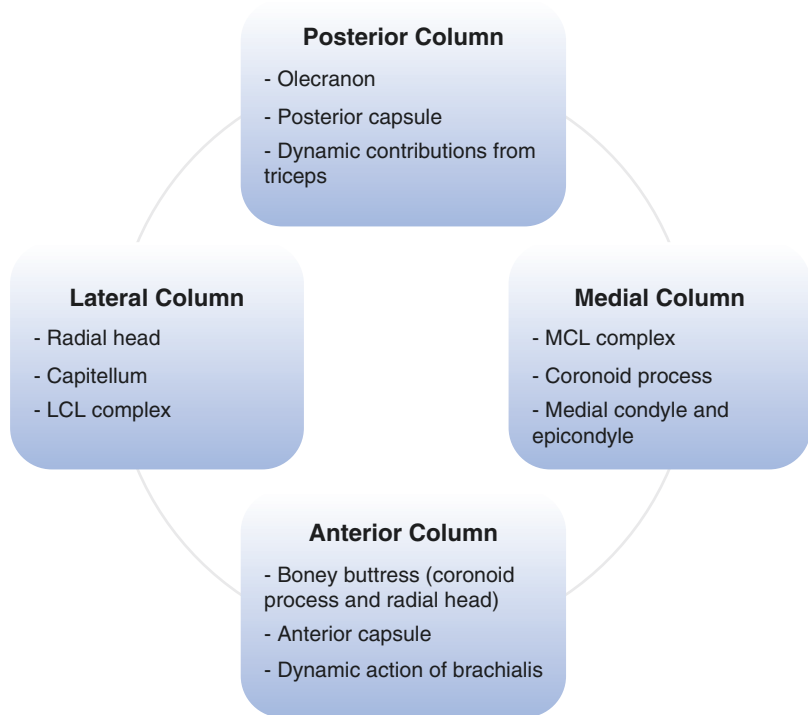 Posterior Column
- Olecranon
- Posterior capsule
- Dynamic contributions from
triceps
Lateral Column
- Radial head
- Capitellum
- LCL complex
Medial Column
- MCL complex
- Coronoid process
- Medial condyle and
epicondyle
Anterior Column
- Boney buttress (coronoid
process and radial head)
- Anterior capsule
- Dynamic action of brachialis